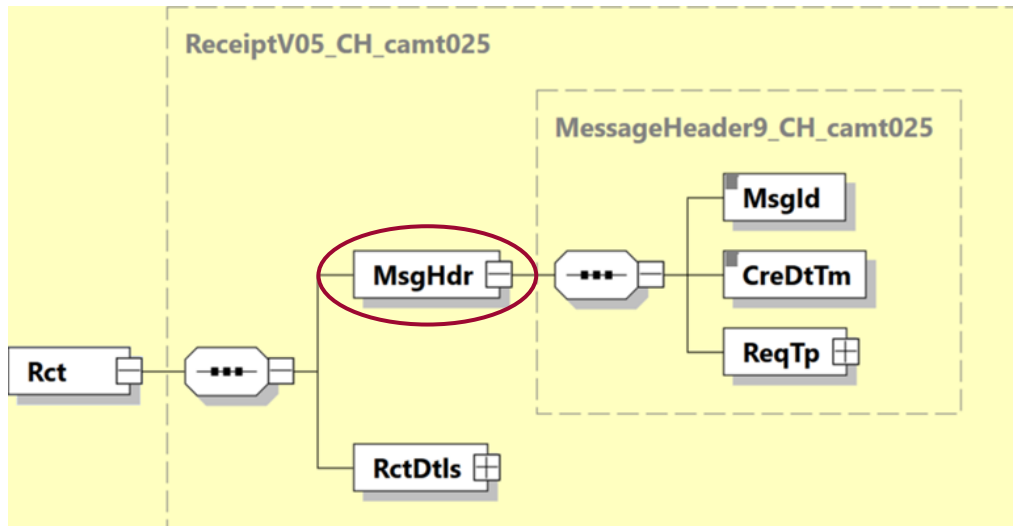 ReceiptV05_CH_camt025
MessageHeader9_CH_camt025
MsgId
MsgHdr
CreDtTm
ReqTp
Rct
RctDtls